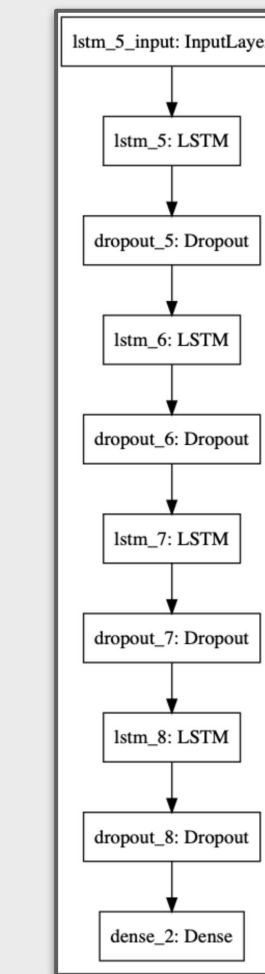 lstm_5_input: InputLaye
lstm_5: LSTM
dropout_5: Dropout
lstm_6: LSTM
dropout_6: Dropout
lstm_7: LSTM
dropout_7: Dropout
lstm_8: LSTM
dropout_8: Dropout
dense_2: Dense